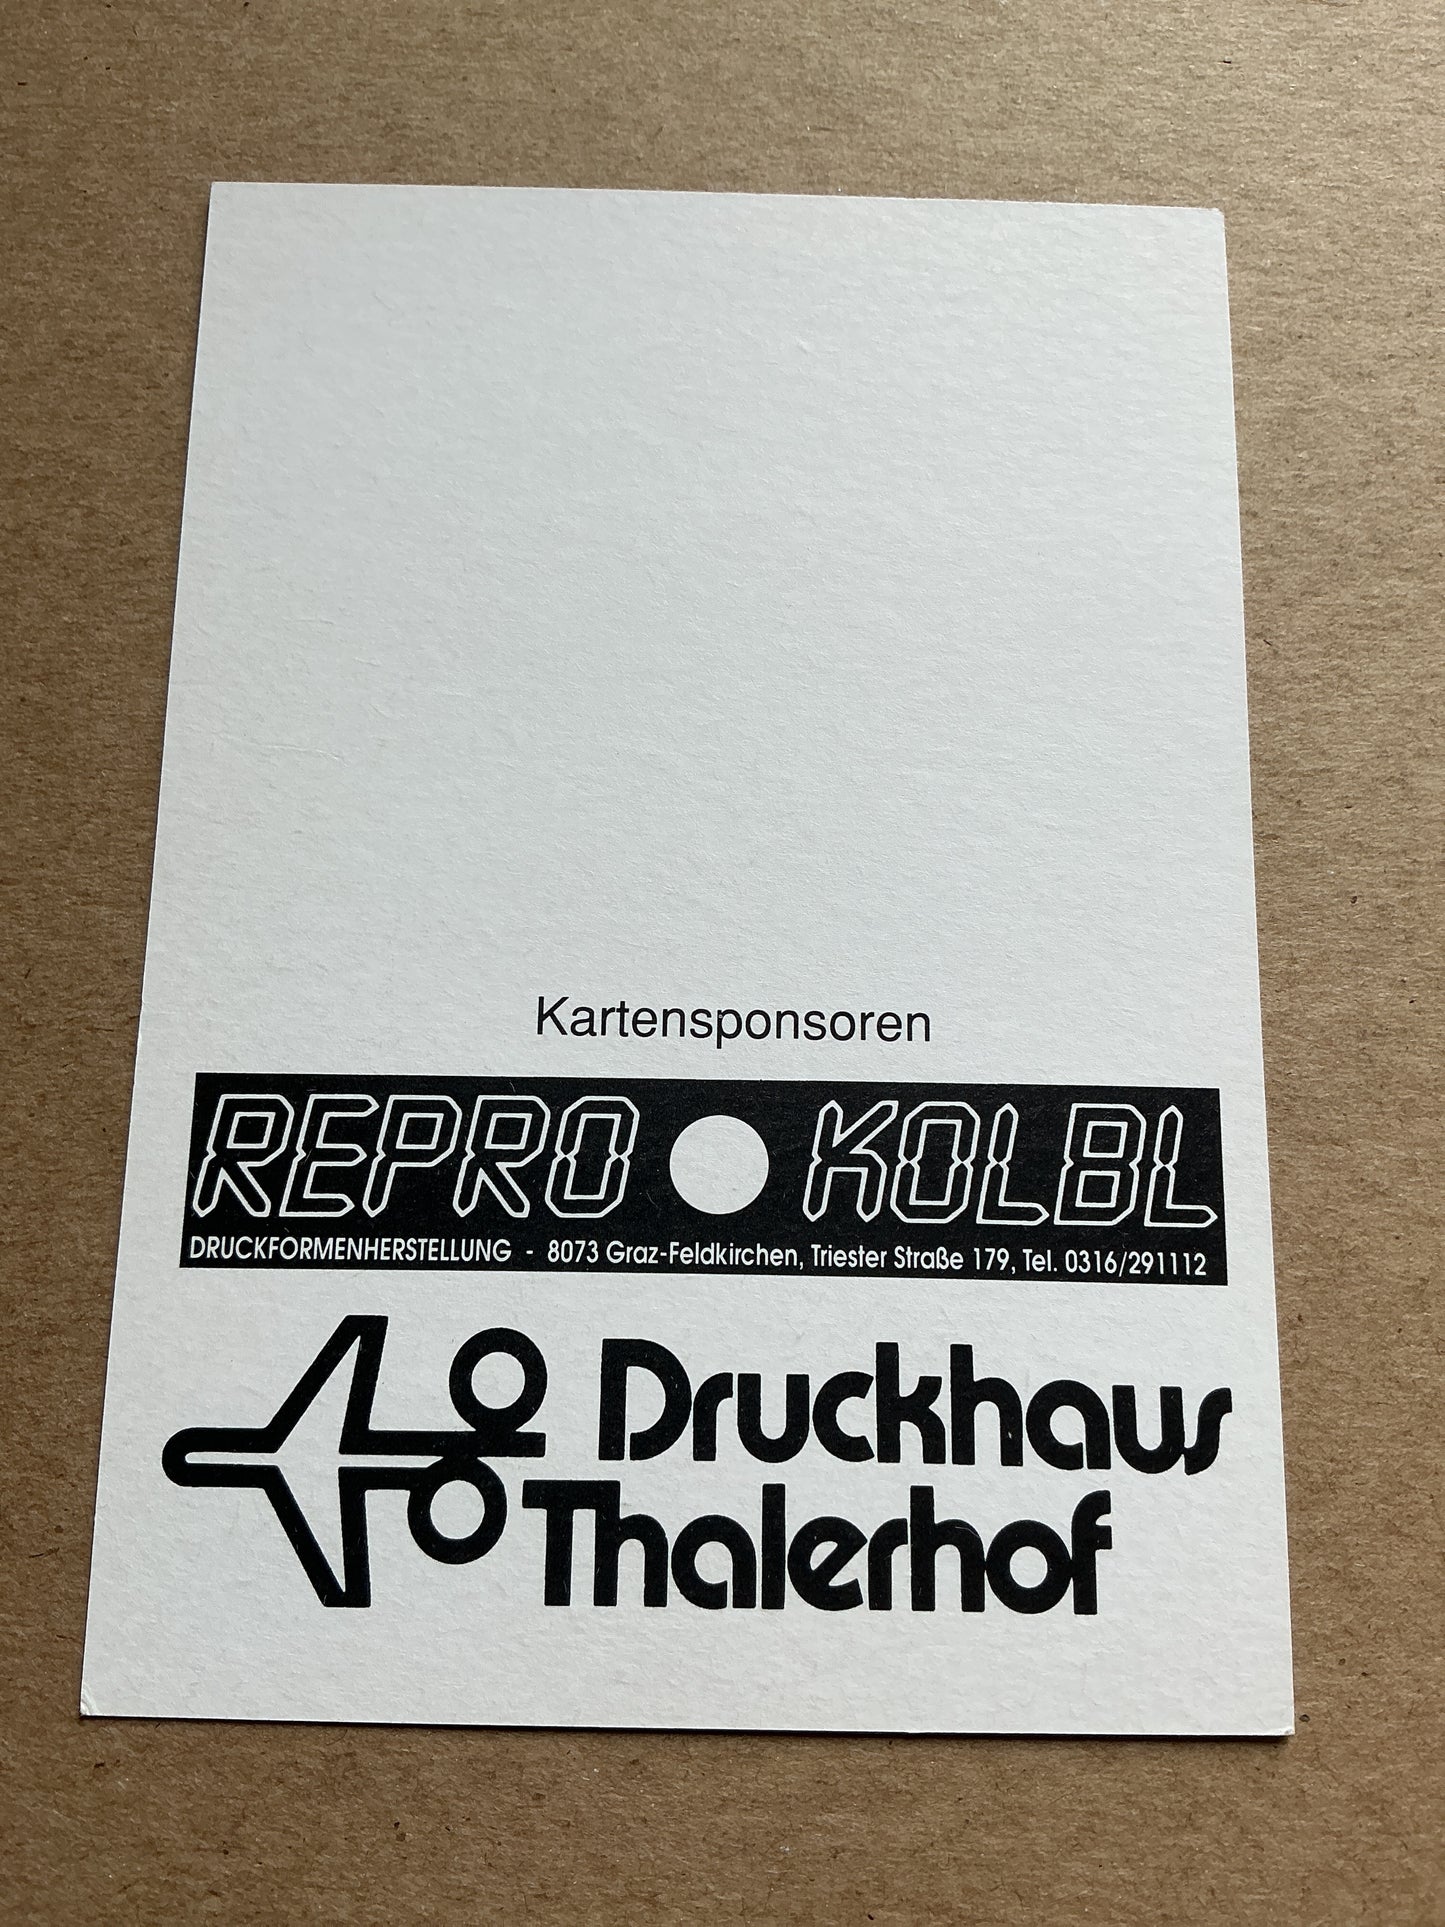 Kartensponsoren
REPRO KOLBL
DRUCKFORMENHERSTELLUNG - 8073 Graz-Feldkirchen, Triester Straße 179, Tel. 0316/291112
Druckhaus
Thalerhof